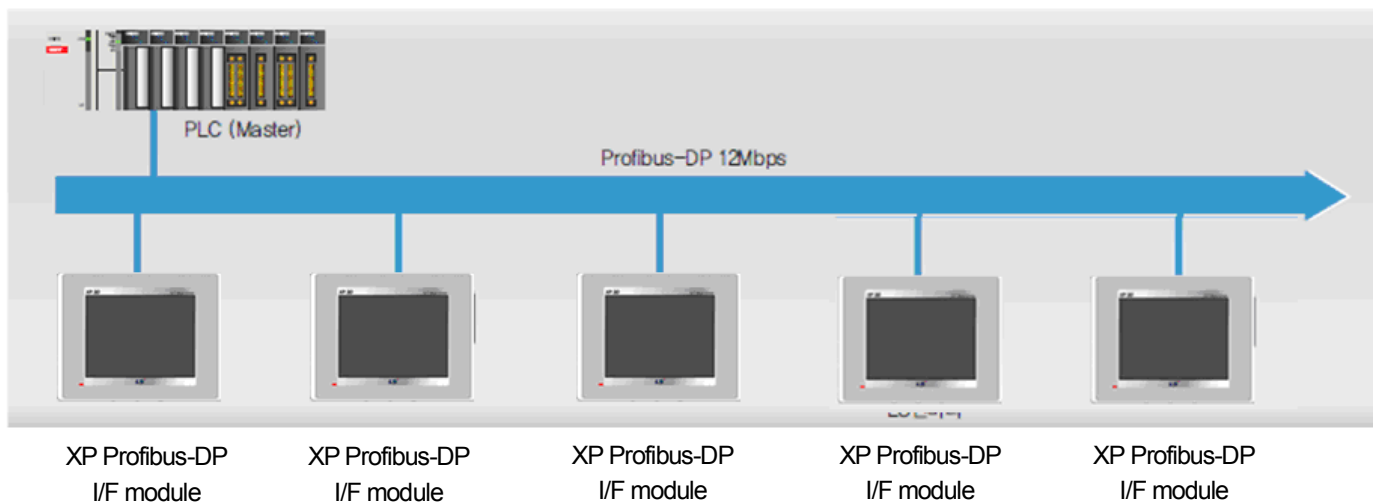 PLC (Master)
Profibus-DP 12Mbps
XP Profibus-DP
I/F module
XP Profibus-DP
I/F module
XP Profibus-DP
I/F module
XP Profibus-DP
I/F module
XP Profibus-DP
I/F module